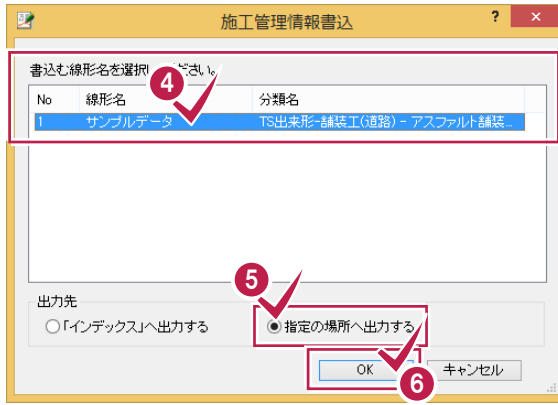 施工管理情報書込
?
×
書込む線形名を選択し ださい。
4
No 線形名 分類名
1 サンプルデータ TS出来形-舗装工(道路) - アスファルト舗装...
5
出力先
「インデックス」へ出力する 指定の場所へ出力する
OK キャンセル
6